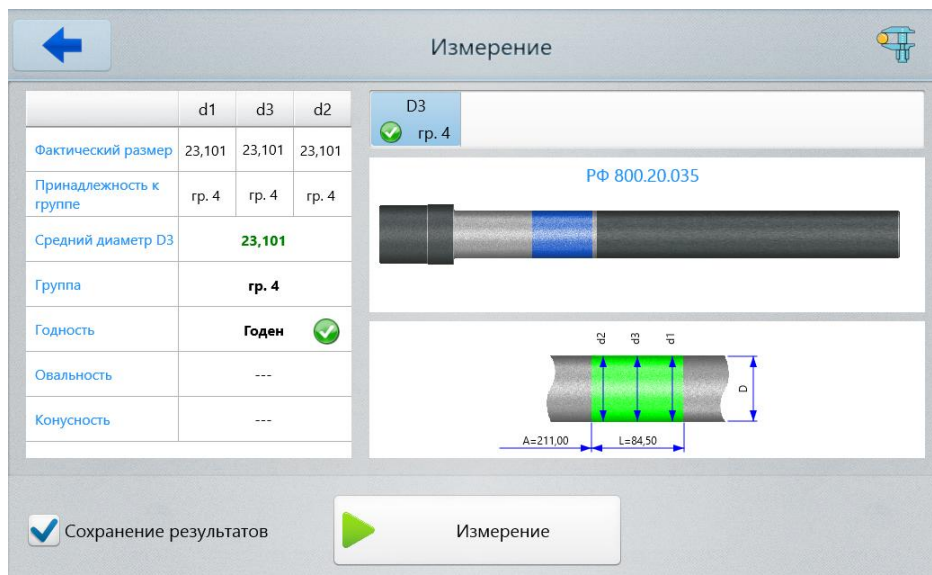 Измерение
d1 d3 d2
Фактический размер 23,101 23,101 23,101
Принадлежность к
группе
гр. 4 гр. 4 гр. 4
Средний диаметр D3 23,101
Группа гр. 4
Годность Годен
Овальность ---
Конусность ---
D3
гр. 4
РФ 800.20.035
d2 d3 d1
D
A=211,00 L=84,50
Сохранение результатов
Измерение